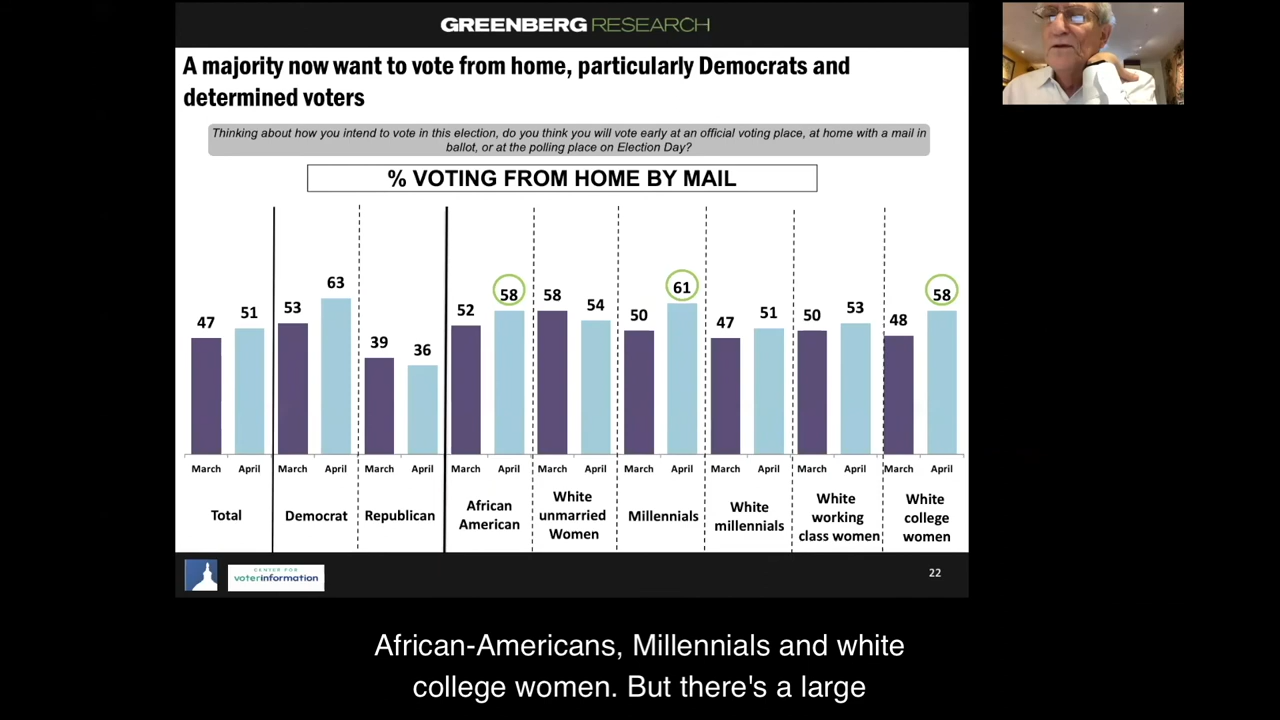 GREENBERG RESEARCH
A majority now want to vote from home, particularly Democrats and
determined voters
Thinking about how you intend to vote in this election, do you think you will vote early at an official voting place, at home with a mail in
ballot, or at the polling place on Election Day?
% VOTING FROM HOME BY MAIL
47 51 53 63 39 36 52 58 58 54 50 61 47 51 50 53 48 58
March April March April March April March April March April March April March April March April March April
Total
Democrat
Republican
African
American
White
unmarried
Women
Millennials
White
millennials
White
working
class women
White
college
women
CENTER FOR
voterinformation
22
African-Americans, Millennials and white
college women. But there's a large